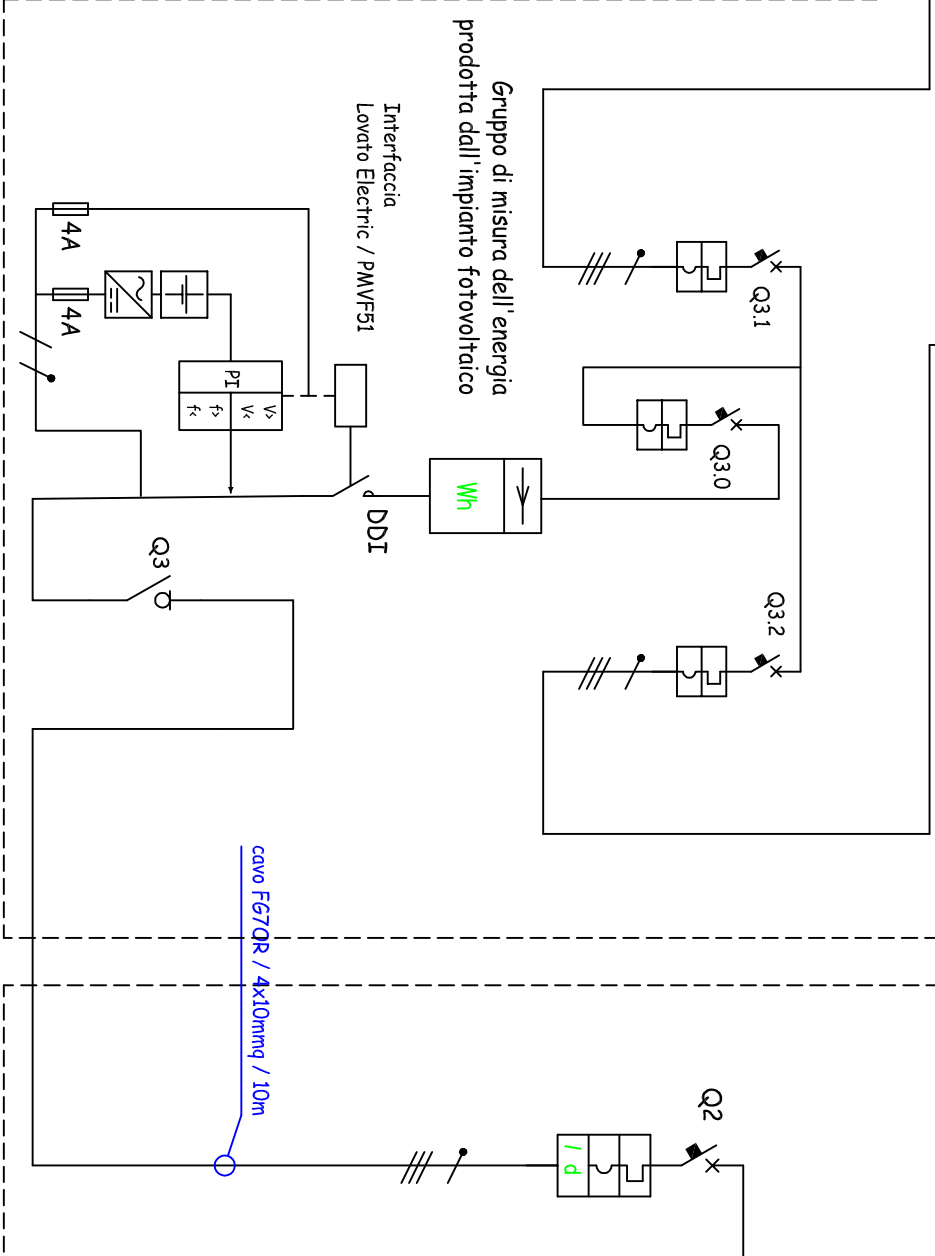 Gruppo di misura dell'energia
prodotta dall'impianto fotovoltaico
Interfaccia
Lovato Electric / PMVF51
4A
4A
PI
V>
V<
f>
f<
Q3.1
Q3.0
Q3.2
Wh
DDI
Q3
cavo FG7OR / 4x10mmq / 10m
Q2
I d